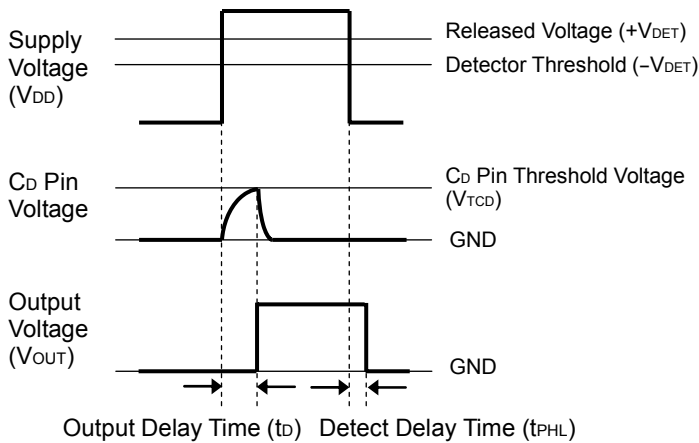 Supply
Voltage
(VDD)
Released Voltage (+VDET)
Detector Threshold (–VDET)
CD Pin
Voltage
CD Pin Threshold Voltage
(VTCD)
GND
Output
Voltage
(VOUT)
GND
Output Delay Time (tD)
Detect Delay Time (tPHL)